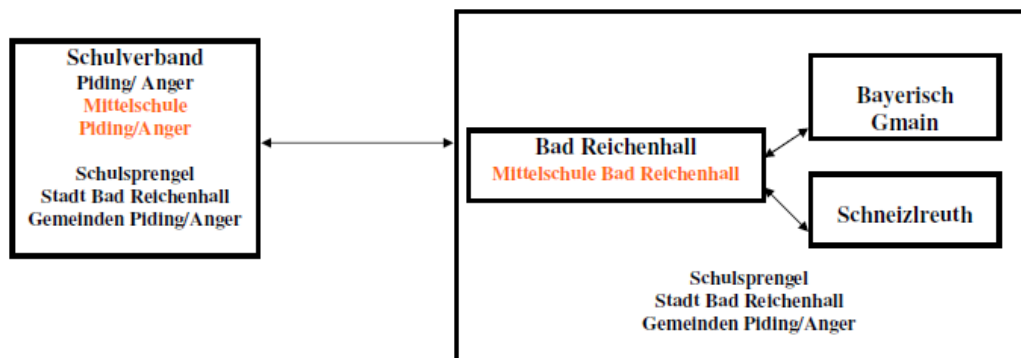 Schulverband
Piding/ Anger
Mittelschule
Piding/Anger
Schulsprengel
Stadt Bad Reichenhall
Gemeinden Piding/Anger
Bad Reichenhall
Mittelschule Bad Reichenhall
Bayerisch
Gmain
Schneizlreuth
Schulsprengel
Stadt Bad Reichenhall
Gemeinden Piding/Anger